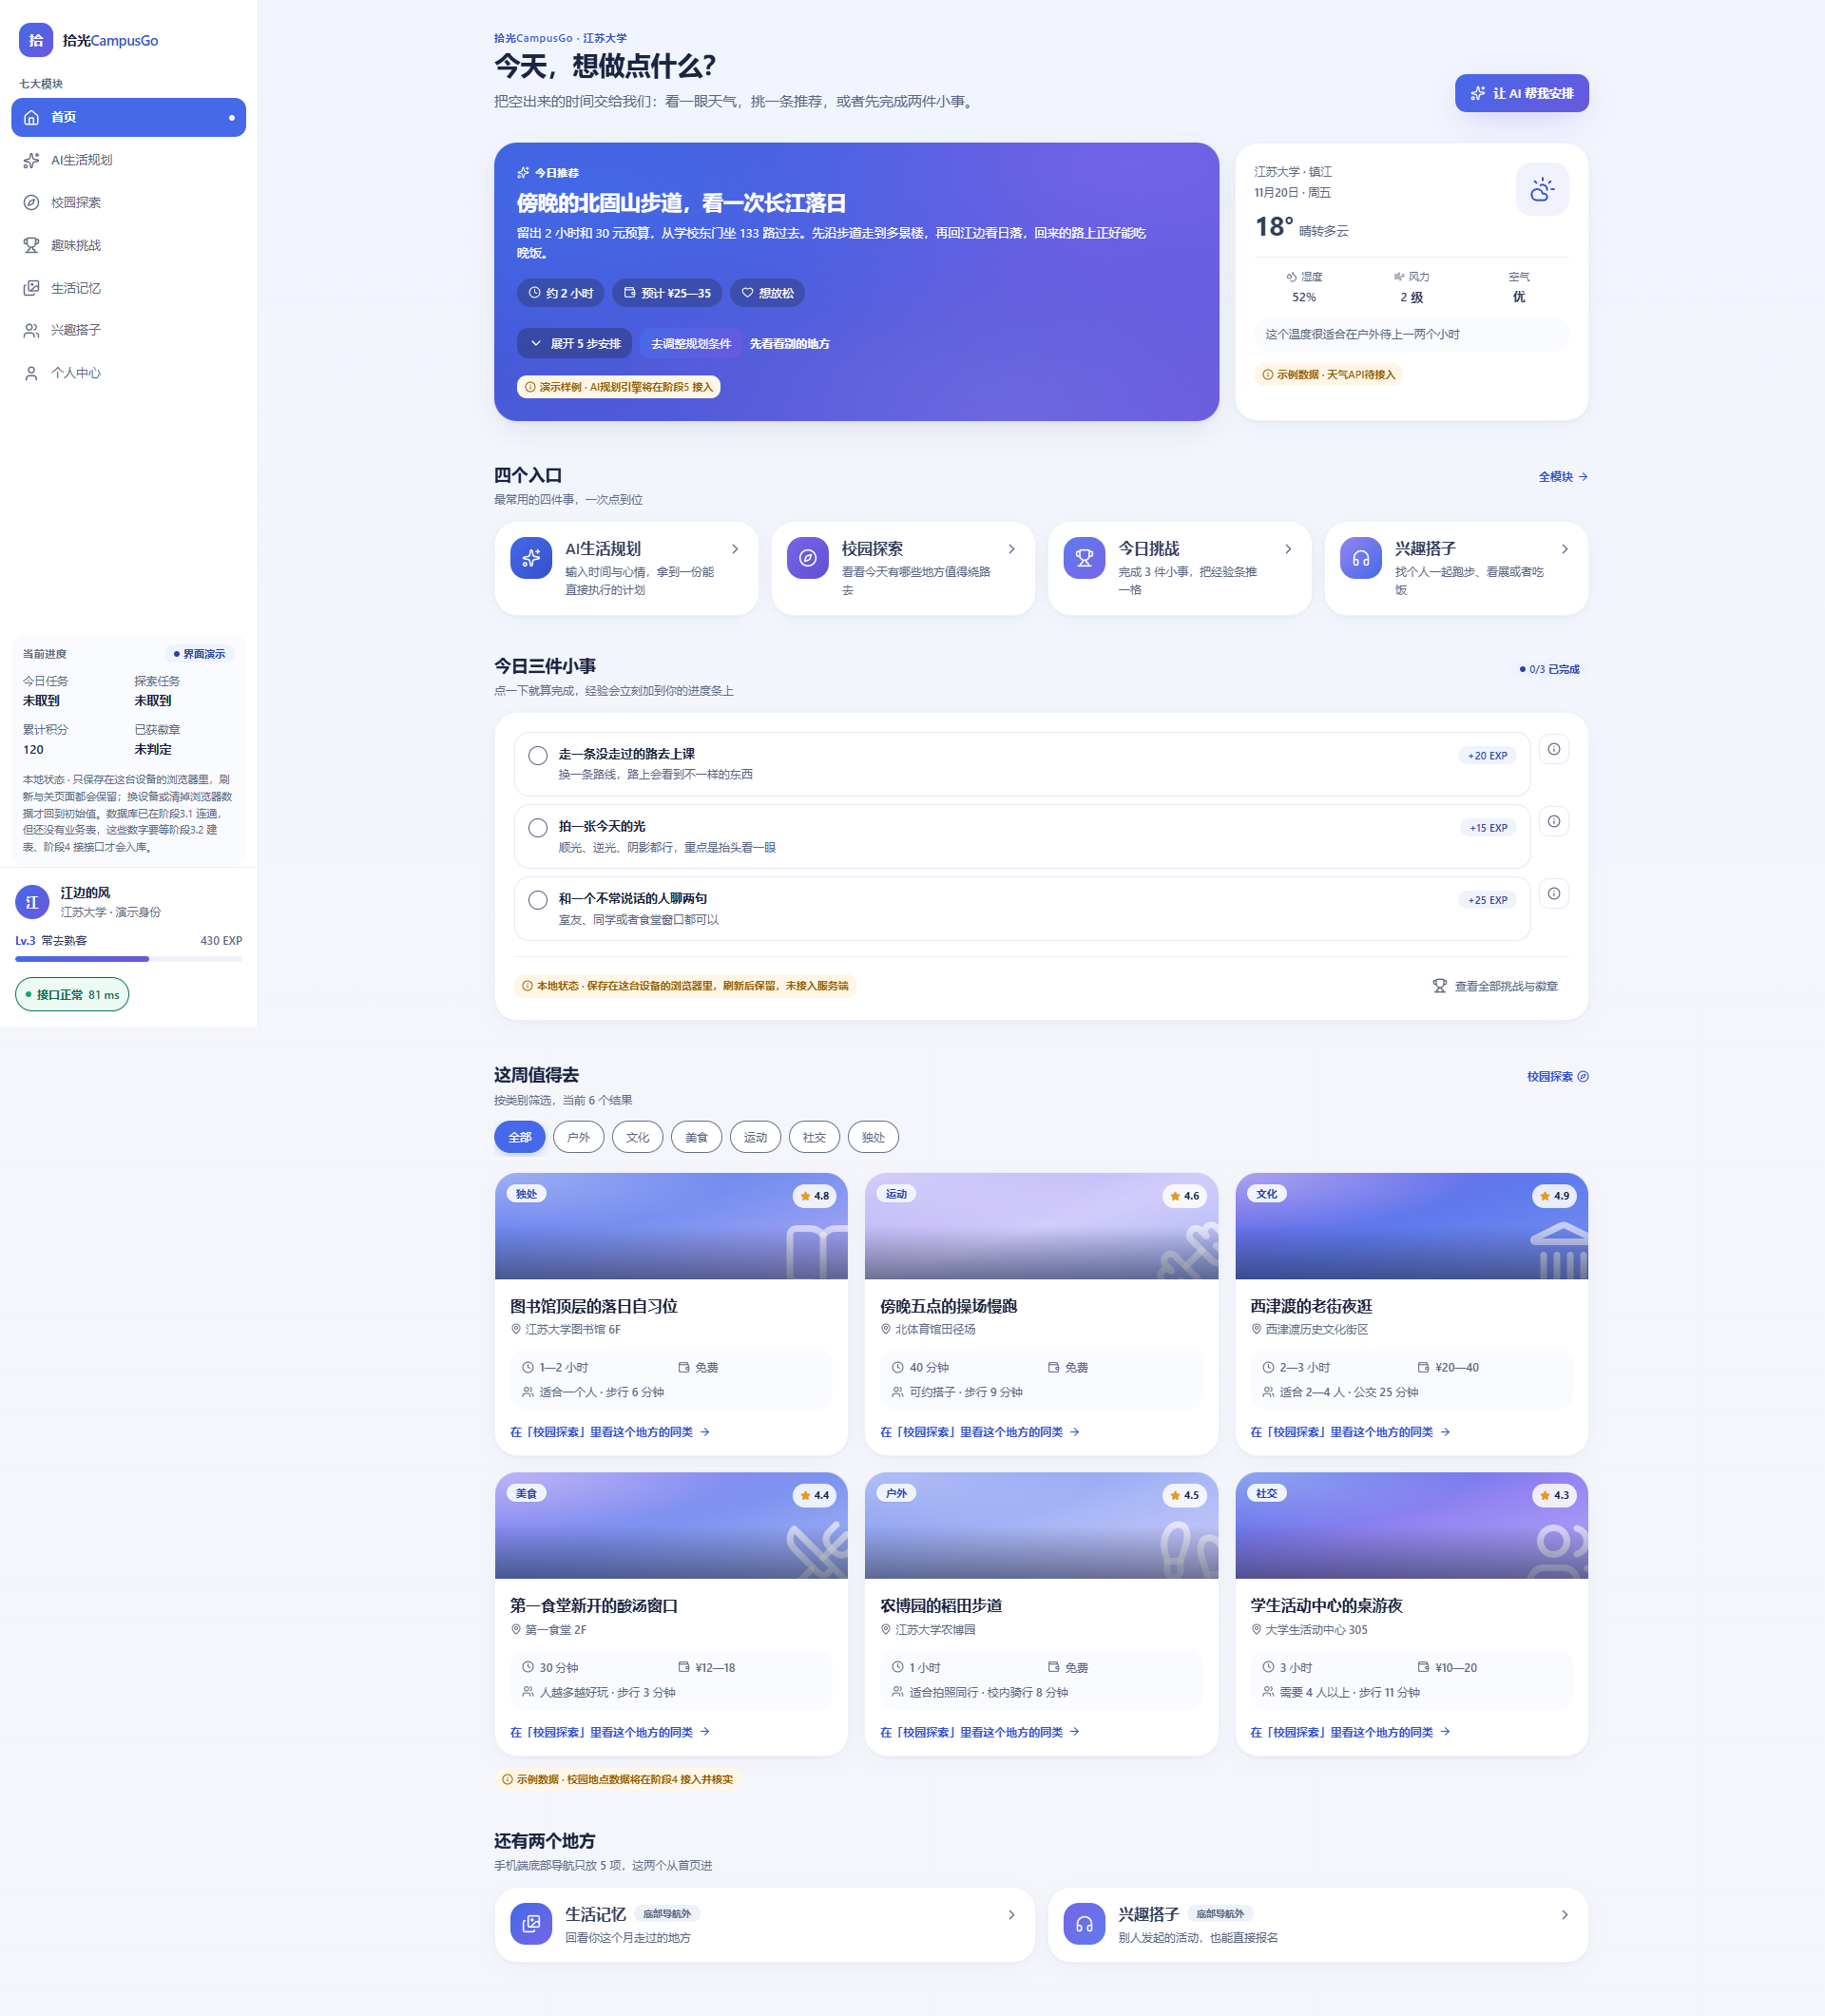 拾
拾光CampusGo
七大模块
首页
AI生活规划
校园探索
趣味挑战
生活记忆
兴趣搭子
个人中心
当前进度
界面演示
今日任务
探索任务
未取到
未取到
累计积分
已获徽章
120
未判定
本地状态 · 只保存在这台设备的浏览器里，刷
新与关页面都会保留；换设备或清掉浏览器数
据才回到初始值。数据库已在阶段3.1 连通，
但还没有业务表，这些数字要等阶段3.2 建
表、阶段4 接接口才会入库。
江
江边的风
江苏大学 · 演示身份
Lv.3 常去熟客
430 EXP
接口正常 81 ms
拾光CampusGo · 江苏大学
今天，想做点什么？
把空出来的时间交给我们：看一眼天气，挑一条推荐，或者先完成两件小事。
让 AI 帮我安排
今日推荐
傍晚的北固山步道，看一次长江落日
留出 2 小时和 30 元预算，从学校东门坐 133 路过去。先沿步道走到多景楼，再回江边看日落，回来的路上正好能吃
晚饭。
约 2 小时
预计 ¥25—35
想放松
展开 5 步安排
去调整规划条件
先看看别的地方
演示样例 · AI规划引擎将在阶段5 接入
江苏大学 · 镇江
11月20日 · 周五
18° 晴转多云
湿度
风力
空气
52%
2 级
优
这个温度很适合在户外待上一两个小时
示例数据 · 天气API待接入
四个入口
全模块
最常用的四件事，一次点到位
AI生活规划
输入时间与心情，拿到一份能
直接执行的计划
校园探索
看看今天有哪些地方值得绕路
去
今日挑战
完成 3 件小事，把经验条推
一格
兴趣搭子
找个人一起跑步、看展或者吃
饭
今日三件小事
0/3 已完成
点一下就算完成，经验会立刻加到你的进度条上
走一条没走过的路去上课
+20 EXP
换一条路线，路上会看到不一样的东西
拍一张今天的光
+15 EXP
顺光、逆光、阴影都行，重点是抬头看一眼
和一个不常说话的人聊两句
+25 EXP
室友、同学或者食堂窗口都可以
本地状态 · 保存在这台设备的浏览器里，刷新后保留，未接入服务端
查看全部挑战与徽章
这周值得去
校园探索
按类别筛选，当前 6 个结果
全部
户外
文化
美食
运动
社交
独处
独处
4.8
图书馆顶层的落日自习位
江苏大学图书馆 6F
1—2 小时
免费
适合一个人 · 步行 6 分钟
在「校园探索」里看这个地方的同类
运动
4.6
傍晚五点的操场慢跑
北体育馆田径场
40 分钟
免费
可约搭子 · 步行 9 分钟
在「校园探索」里看这个地方的同类
文化
4.9
西津渡的老街夜逛
西津渡历史文化街区
2—3 小时
¥20—40
适合 2—4 人 · 公交 25 分钟
在「校园探索」里看这个地方的同类
美食
4.4
第一食堂新开的酸汤窗口
第一食堂 2F
30 分钟
¥12—18
人越多越好玩 · 步行 3 分钟
在「校园探索」里看这个地方的同类
户外
4.5
农博园的稻田步道
江苏大学农博园
1 小时
免费
适合拍照同行 · 校内骑行 8 分钟
在「校园探索」里看这个地方的同类
社交
4.3
学生活动中心的桌游夜
大学生活动中心 305
3 小时
¥10—20
需要 4 人以上 · 步行 11 分钟
在「校园探索」里看这个地方的同类
示例数据 · 校园地点数据将在阶段4 接入并核实
还有两个地方
手机端底部导航只放 5 项，这两个从首页进
生活记忆
底部导航外
回看你这个月走过的地方
兴趣搭子
底部导航外
别人发起的活动，也能直接报名